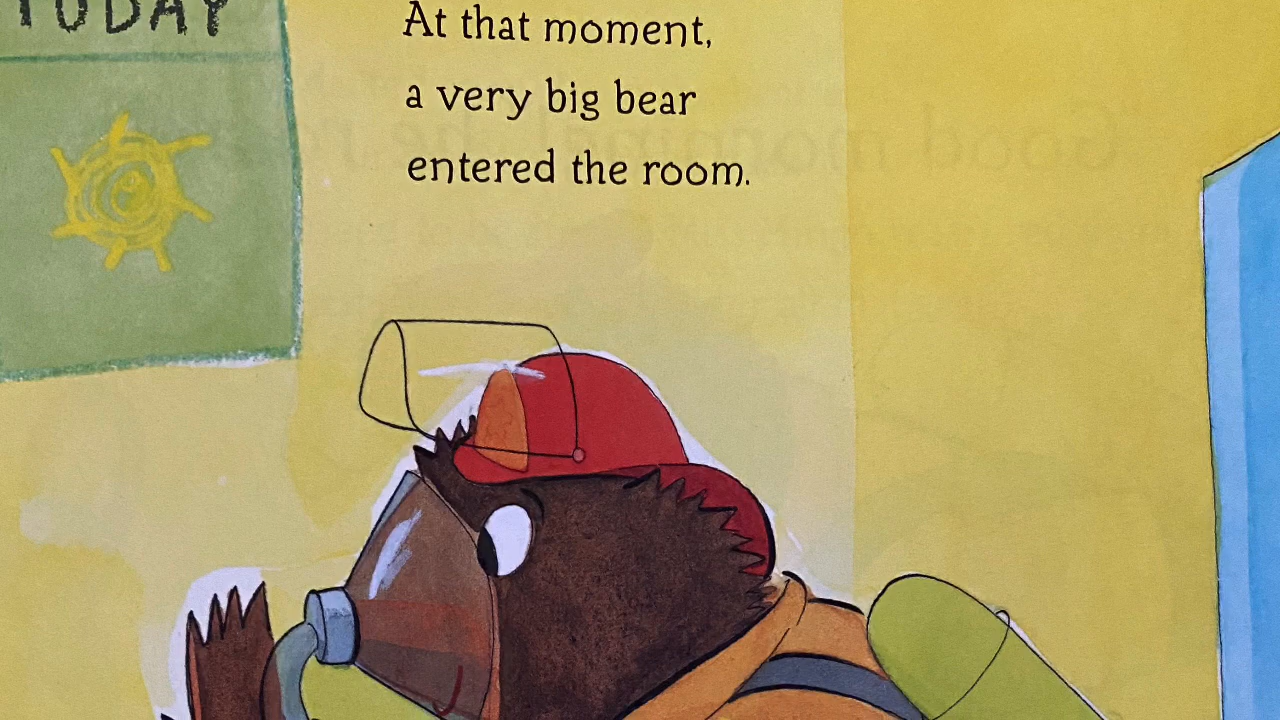 TODAY
At that moment,
a very big bear
entered the room.